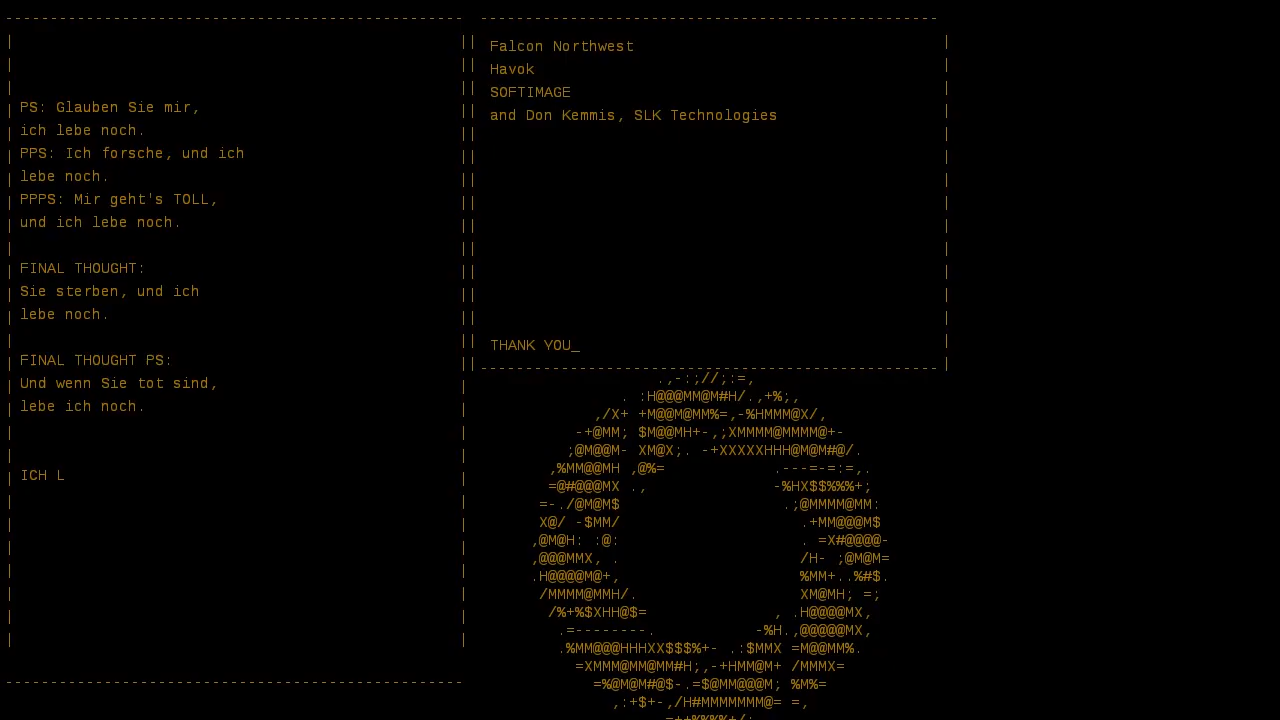 PS: Glauben Sie mir,
ich lebe noch.
PPS: Ich forsche, und ich
lebe noch.
PPPS: Mir geht's TOLL,
und ich lebe noch.
FINAL THOUGHT:
Sie sterben, und ich
lebe noch.
FINAL THOUGHT PS:
Und wenn Sie tot sind,
lebe ich noch.
ICH L
Falcon Northwest
Havok
SOFTIMAGE
and Don Kemmis, SLK Technologies
THANK YOU_